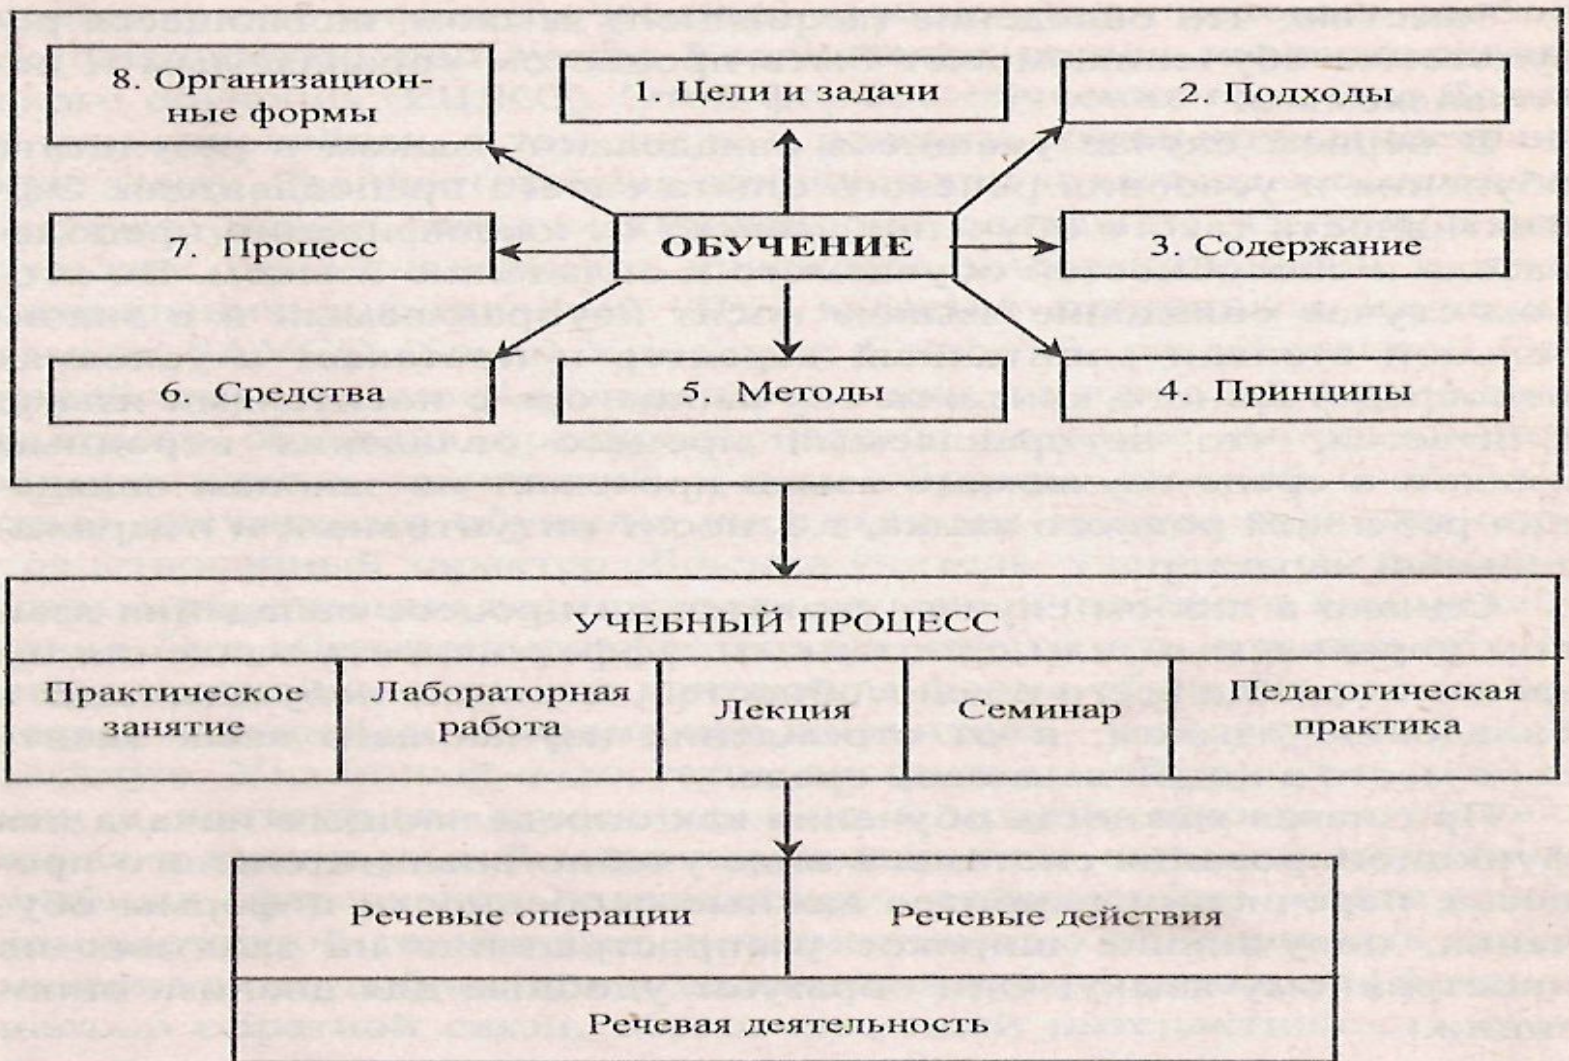 8. Организацион-
ные формы
1. Цели и задачи
2. Подходы
7. Процесс
ОБУЧЕНИЕ
3. Содержание
6. Средства
5. Методы
4. Принципы
УЧЕБНЫЙ ПРОЦЕСС
Практическое
занятие
Лабораторная
работа
Лекция
Семинар
Педагогическая
практика
Речевые операции
Речевые действия
Речевая деятельность